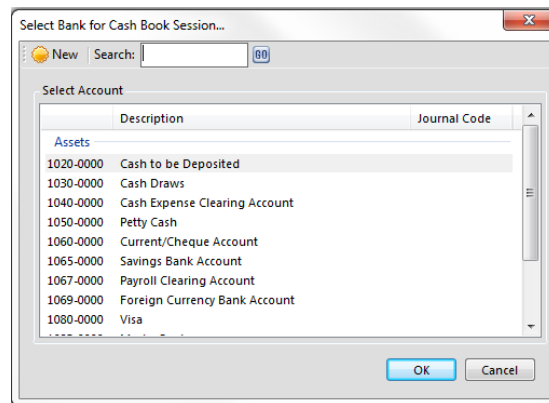 Select Bank for Cash Book Session...
New Search: GO
Select Account
Description Journal Code
Assets
1020-0000 Cash to be Deposited
1030-0000 Cash Draws
1040-0000 Cash Expense Clearing Account
1050-0000 Petty Cash
1060-0000 Current/Cheque Account
1065-0000 Savings Bank Account
1067-0000 Payroll Clearing Account
1069-0000 Foreign Currency Bank Account
1080-0000 Visa
OK Cancel